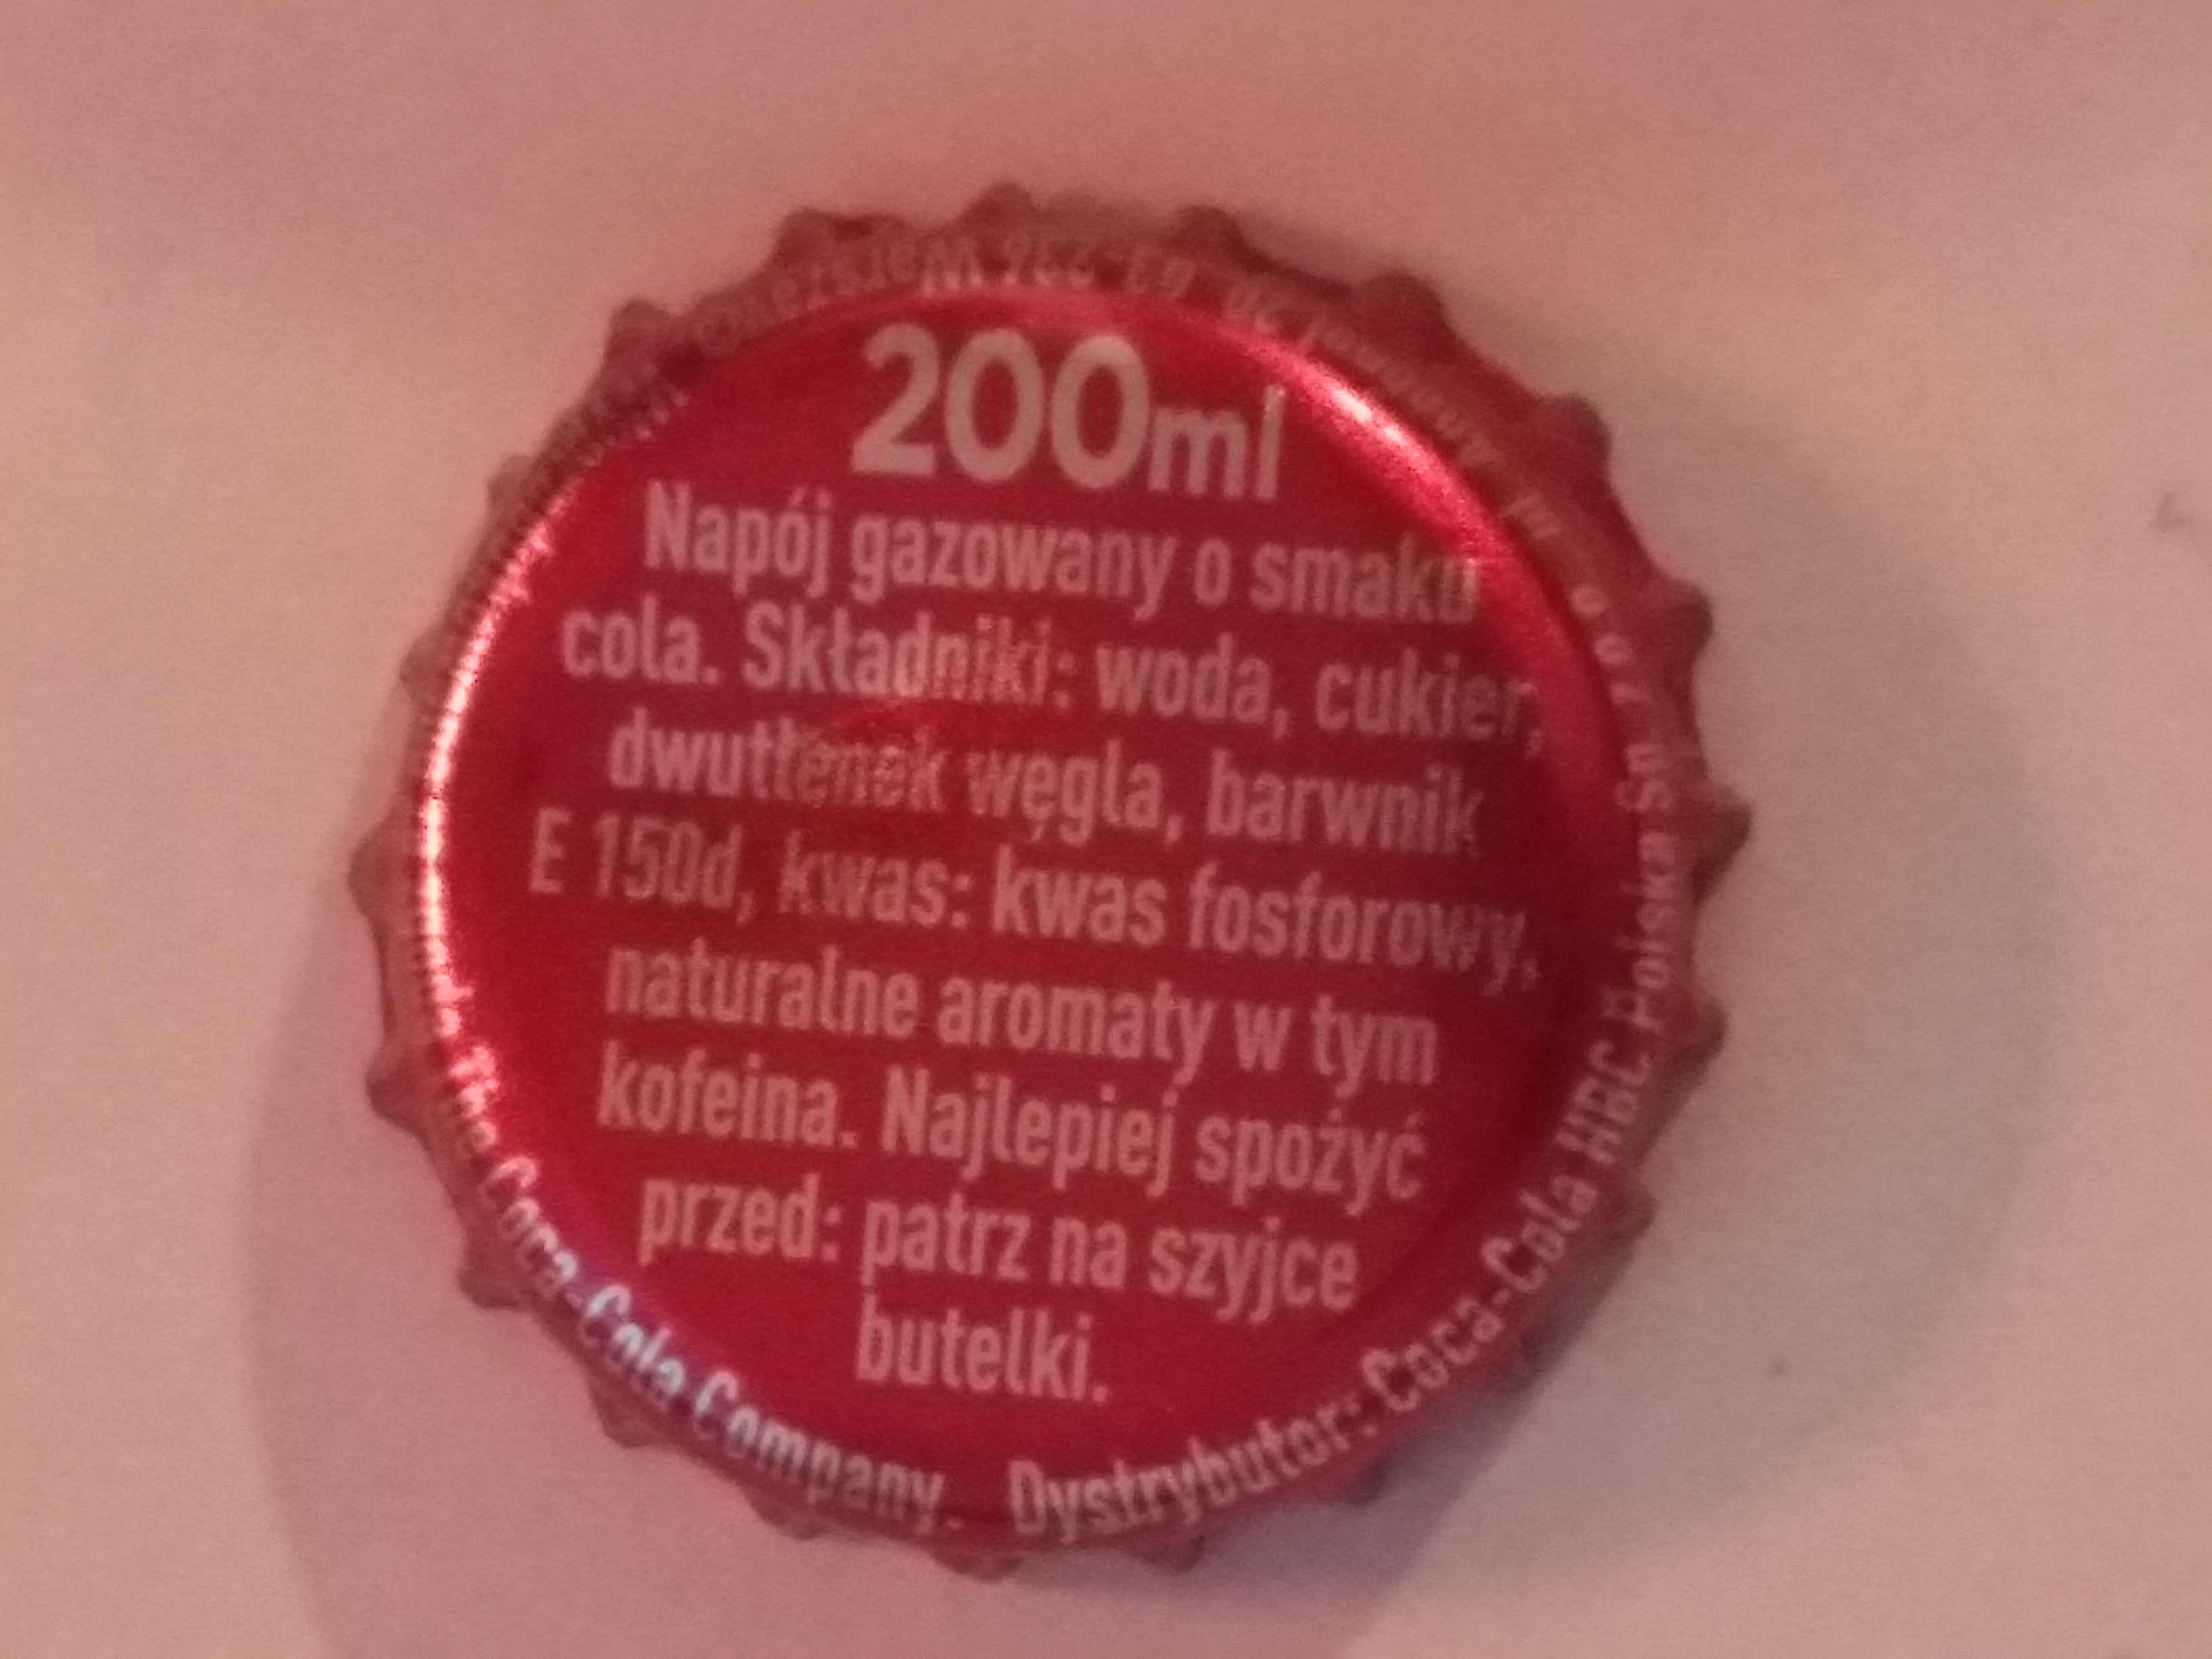 200ml
Napój gazowany o smaku
cola. Składniki: woda, cukier,
dwutlenek węgla, barwnik
E 150d, kwas: kwas fosforowy,
naturalne aromaty w tym
kofeina. Najlepiej spożyć
przed: patrz na szyjce
butelki.
The Coca-Cola Company. Dystrybutor: Coca-Cola HBC Polska Sp. z o.o.